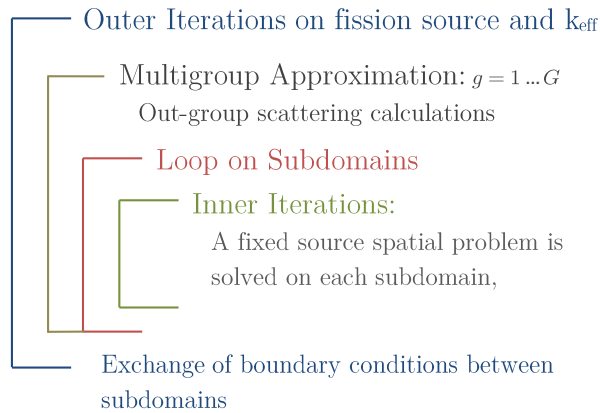 Outer Iterations on fission source and keff
Multigroup Approximation: g = 1 ... G
Out-group scattering calculations
Loop on Subdomains
Inner Iterations:
A fixed source spatial problem is
solved on each subdomain,
Exchange of boundary conditions between
subdomains